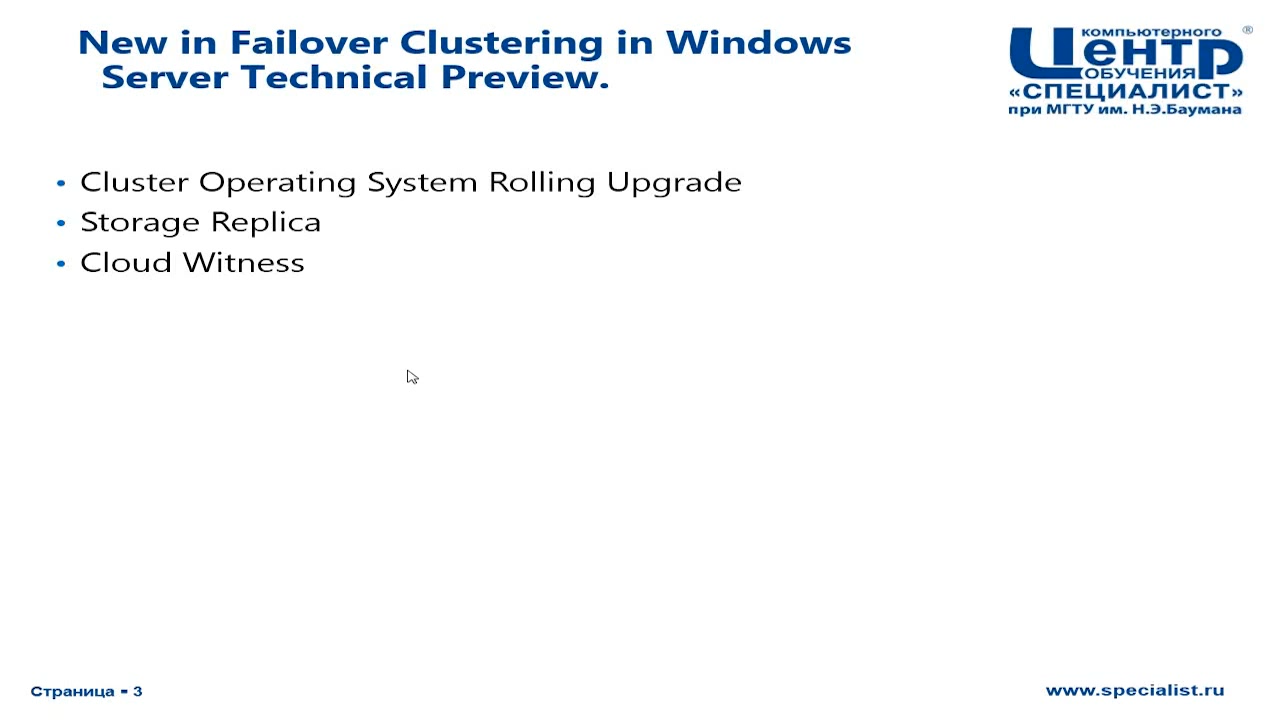 New in Failover Clustering in Windows
Server Technical Preview.
компьютерного
Центр
®
ОБУЧЕНИЯ
«СПЕЦИАЛИСТ»
при МГТУ им. Н.Э.Баумана
• Cluster Operating System Rolling Upgrade
• Storage Replica
• Cloud Witness
Страница - 3
www.specialist.ru